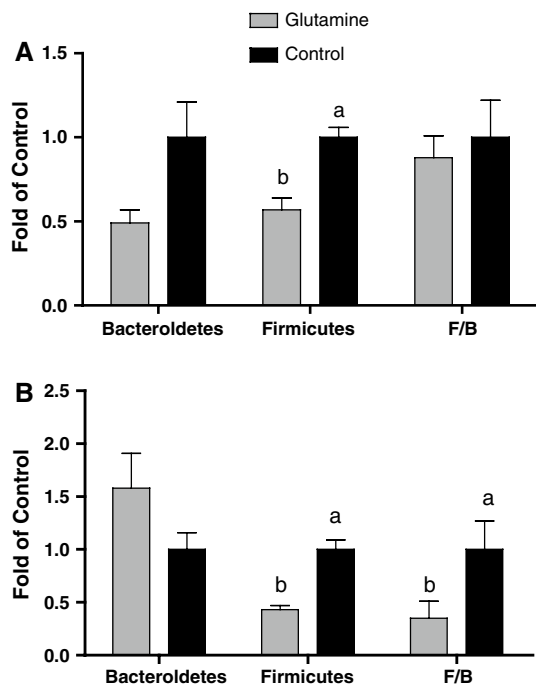 Glutamine
Control
A
Fold of Control
1.5
1.0
0.5
0.0
b
a
Bacteroldetes
Firmicutes
F/B
B
Fold of Control
2.5
2.0
1.5
1.0
0.5
0.0
b
a
b
a
Bacteroldetes
Firmicutes
F/B